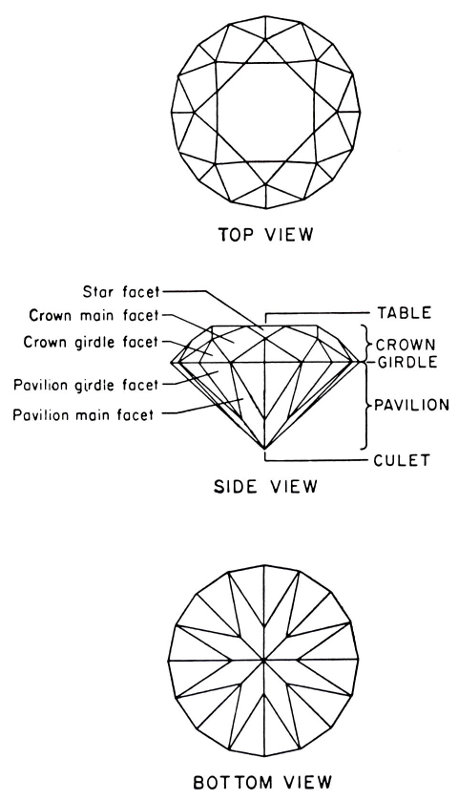 TOP VIEW
Star facet
Crown main facet
Crown girdle facet
Pavilion girdle facet
Pavilion main facet
TABLE
CROWN
GIRDLE
PAVILION
CULET
SIDE VIEW
BOTTOM VIEW